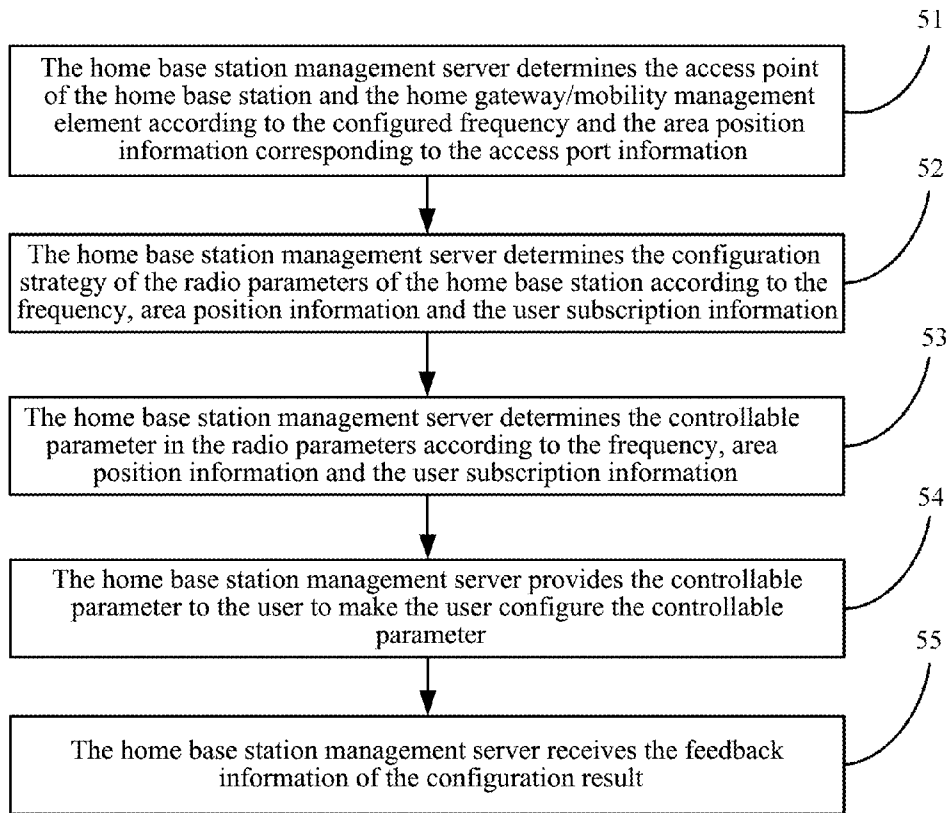 51
The home base station management server determines the access point
of the home base station and the home gateway/mobility management
element according to the configured frequency and the area position
information corresponding to the access port information
52
The home base station management server determines the configuration
strategy of the radio parameters of the home base station according to the
frequency, area position information and the user subscription information
53
The home base station management server determines the controllable
parameter in the radio parameters according to the frequency, area
position information and the user subscription information
54
The home base station management server provides the controllable
parameter to the user to make the user configure the controllable
parameter
55
The home base station management server receives the feedback
information of the configuration result